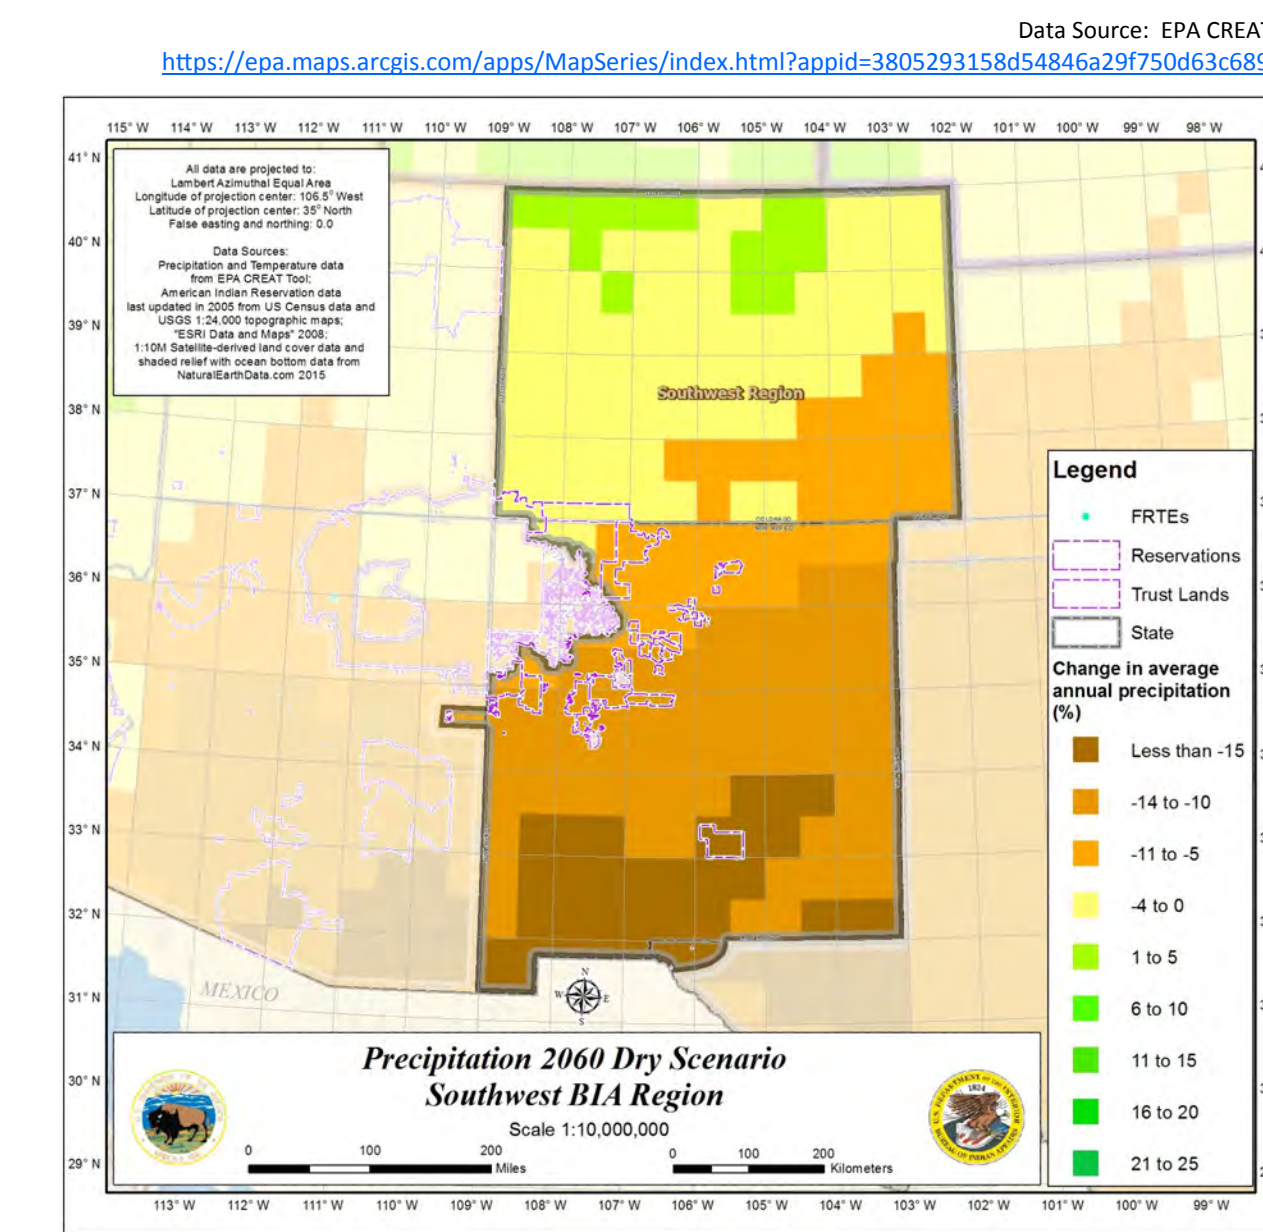 Data Source: EPA CREAT
https://epa.maps.arcgis.com/apps/MapSeries/index.html?appid=3805293158d54846a29f750d63c689
115° W 114° W 113° W 112° W 111° W 110° W 109° W 108° W 107° W 106° W 105° W 104° W 103° W 102° W 101° W 100° W 99° W 98° W
41° N
40° N
39° N
38° N
37° N
36° N
35° N
34° N
33° N
32° N
31° N
30° N
29° N
All data are projected to:
Lambert Azimuthal Equal Area
Longitude of projection center: 106.5° West
Latitude of projection center: 35° North
False easting and northing: 0.0
Data Sources:
Precipitation and Temperature data
from EPA CREAT Tool;
American Indian Reservation data
last updated in 2005 from US Census data and
USGS 1:24,000 topographic maps;
"ESRI Data and Maps" 2008;
1:10M Satellite-derived land cover data and
shaded relief with ocean bottom data from
NaturalEarthData.com 2015
Southwest Region
MEXICO
N
W E
S
Legend
FRTEs
Reservations
Trust Lands
State
Change in average
annual precipitation
(%)
Less than -15
-14 to -10
-11 to -5
-4 to 0
1 to 5
6 to 10
11 to 15
16 to 20
21 to 25
Precipitation 2060 Dry Scenario
Southwest BIA Region
Scale 1:10,000,000
0 100 200
Miles
0 100 200
Kilometers
U.S. DEPARTMENT OF THE INTERIOR
1824
BUREAU OF INDIAN AFFAIRS
113° W 112° W 111° W 110° W 109° W 108° W 107° W 106° W 105° W 104° W 103° W 102° W 101° W 100° W 99° W